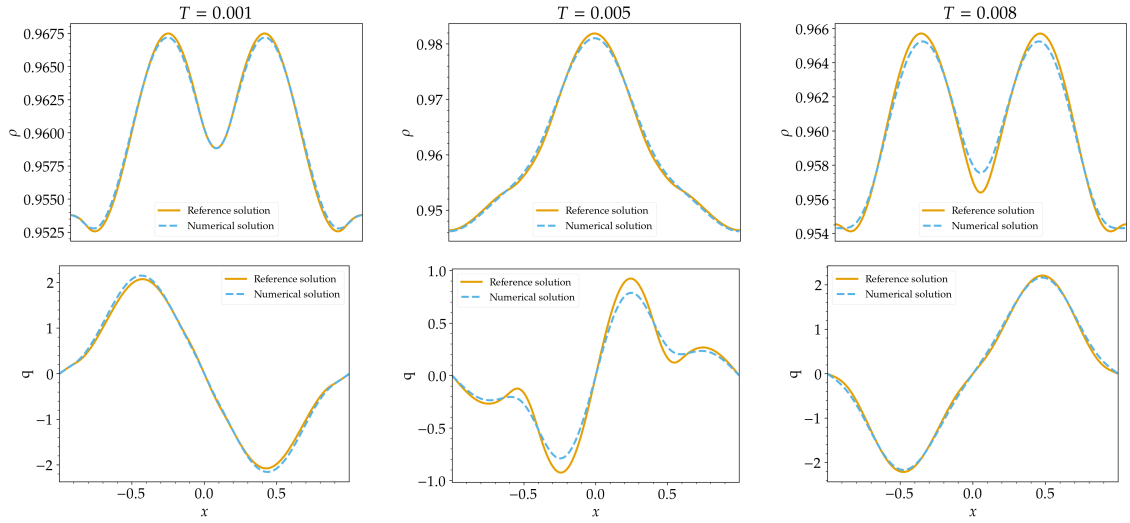 T = 0.001
T = 0.005
T = 0.008
0.9675
0.9650
0.9625
0.9600
0.9575
0.9550
0.9525
ρ
Reference solution
Numerical solution
0.98
0.97
0.96
0.95
ρ
Reference solution
Numerical solution
0.966
0.964
0.962
0.960
0.958
0.956
0.954
ρ
Reference solution
Numerical solution
2
1
0
−1
−2
q
Reference solution
Numerical solution
−0.5 0.0 0.5
x
1.0
0.5
0.0
−0.5
−1.0
q
Reference solution
Numerical solution
−0.5 0.0 0.5
x
2
1
0
−1
−2
q
Reference solution
Numerical solution
−0.5 0.0 0.5
x